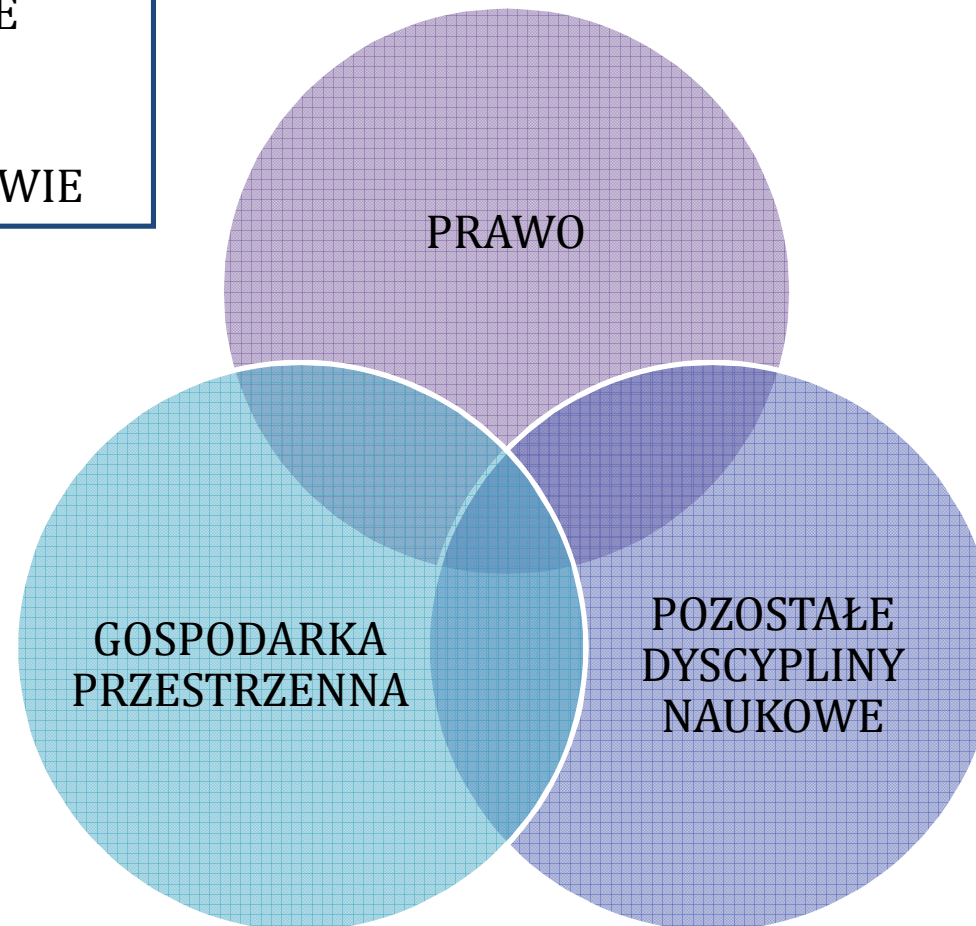 WIE
PRAWO
GOSPODARKA
PRZESTRZENNA
POZOSTAŁE
DYSCYPLINY
NAUKOWE